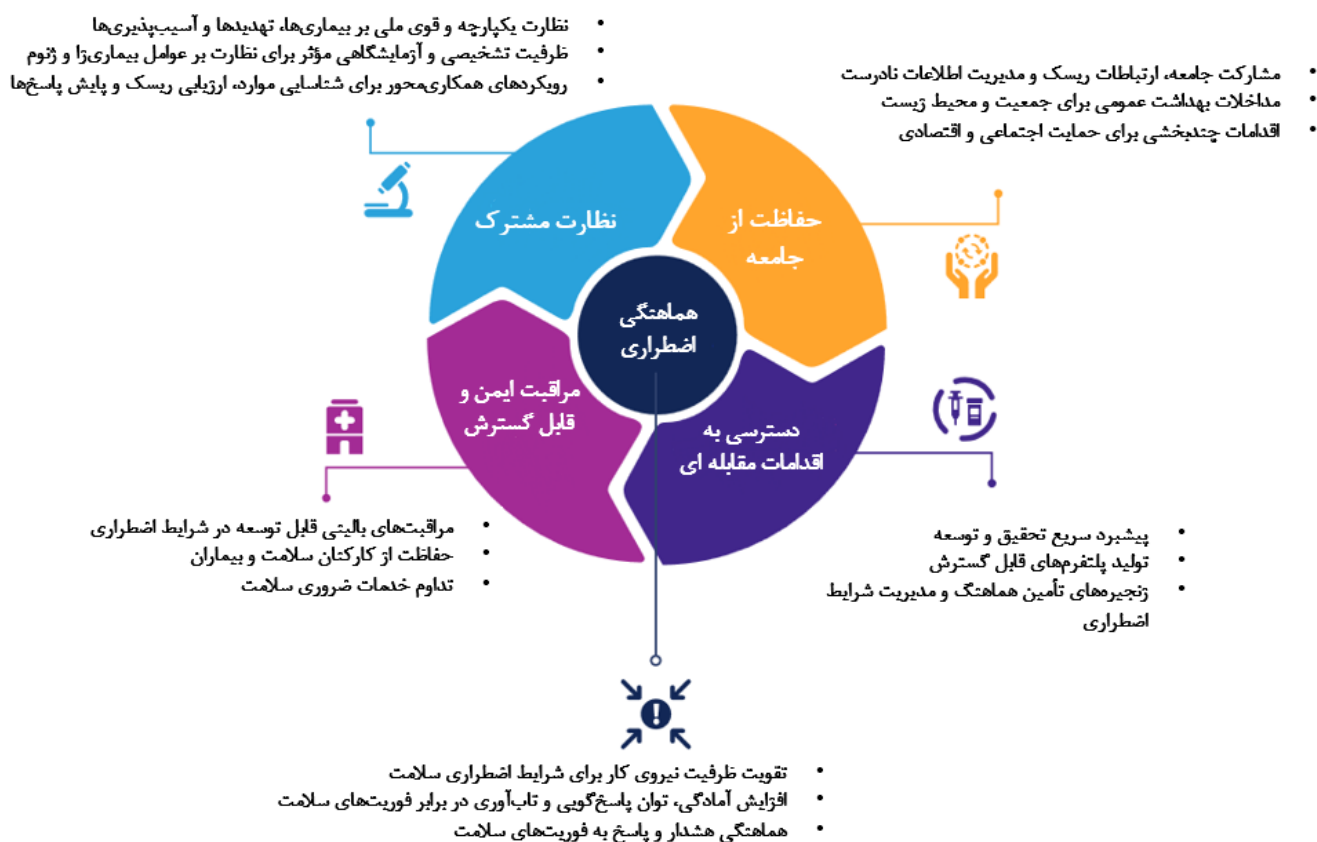 • نظارت یکپارچه و قوی ملی بر بیماری‌ها، تهدیدها و آسیب‌پذیری‌ها
• ظرفیت تشخیصی و آزمایشگاهی مؤثر برای نظارت بر عوامل بیماری‌زا و ژنوم
• رویکردهای همکاری‌محور برای شناسایی موارد، ارزیابی ریسک و پایش پاسخ‌ها
• مشارکت جامعه، ارتباطات ریسک و مدیریت اطلاعات نادرست
• مداخلات بهداشت عمومی برای جمعیت و محیط زیست
• اقدامات چندبخشی برای حمایت اجتماعی و اقتصادی
نظارت مشترک
حفاظت از
جامعه
هماهنگی
اضطراری
مراقبت ایمن و
قابل گسترش
دسترسی به
اقدامات مقابله ای
• مراقبت‌های بالینی قابل توسعه در شرایط اضطراری
• حفاظت از کارکنان سلامت و بیماران
• تداوم خدمات ضروری سلامت
• پیشبرد سریع تحقیق و توسعه
• تولید پلتفرم‌های قابل گسترش
• زنجیره‌های تأمین هماهنگ و مدیریت شرایط
اضطراری
• تقویت ظرفیت نیروی کار برای شرایط اضطراری سلامت
• افزایش آمادگی، توان پاسخ‌گویی و تاب‌آوری در برابر فوریت‌های سلامت
• هماهنگی هشدار و پاسخ به فوریت‌های سلامت